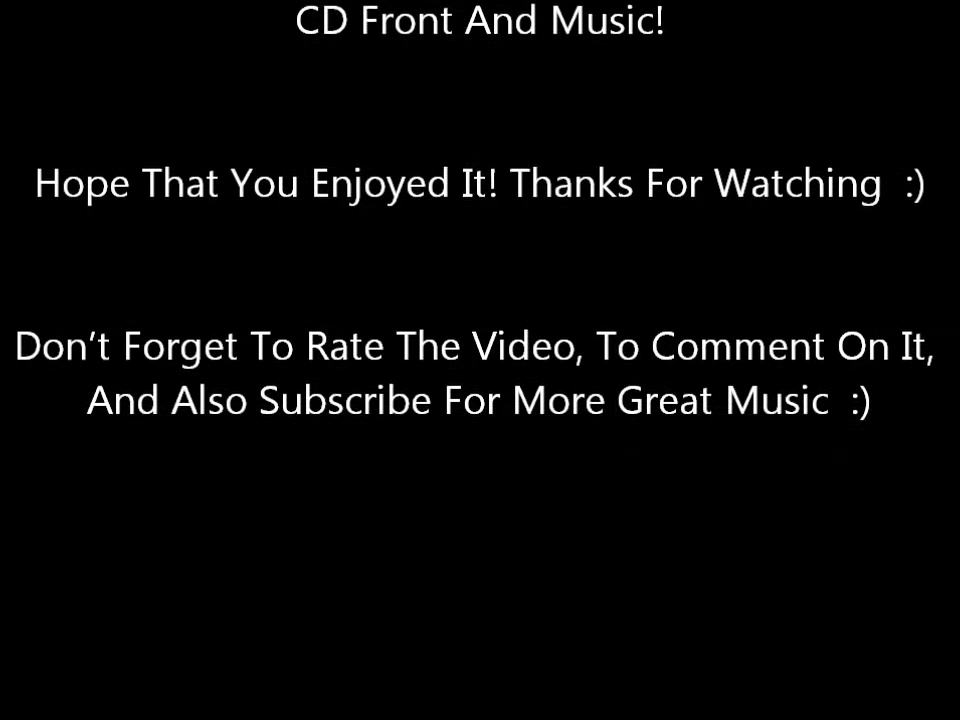 CD Front And Music!
Hope That You Enjoyed It! Thanks For Watching  :)
Don’t Forget To Rate The Video, To Comment On It,
And Also Subscribe For More Great Music  :)